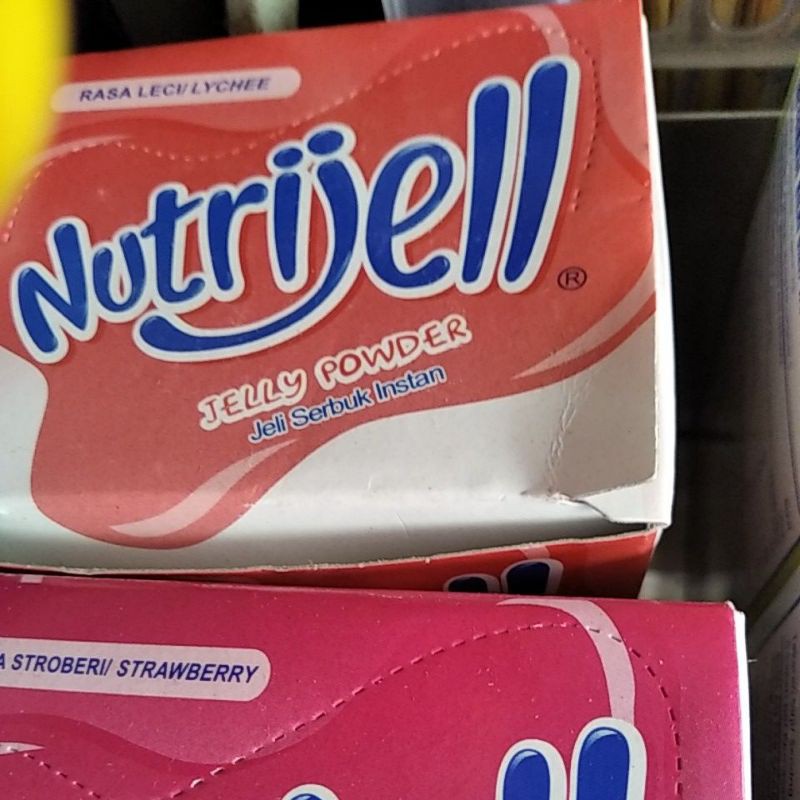 RASA LECI/ LYCHEE
Nutrijell
®
JELLY POWDER
Jeli Serbuk Instan
A STROBERI/ STRAWBERRY